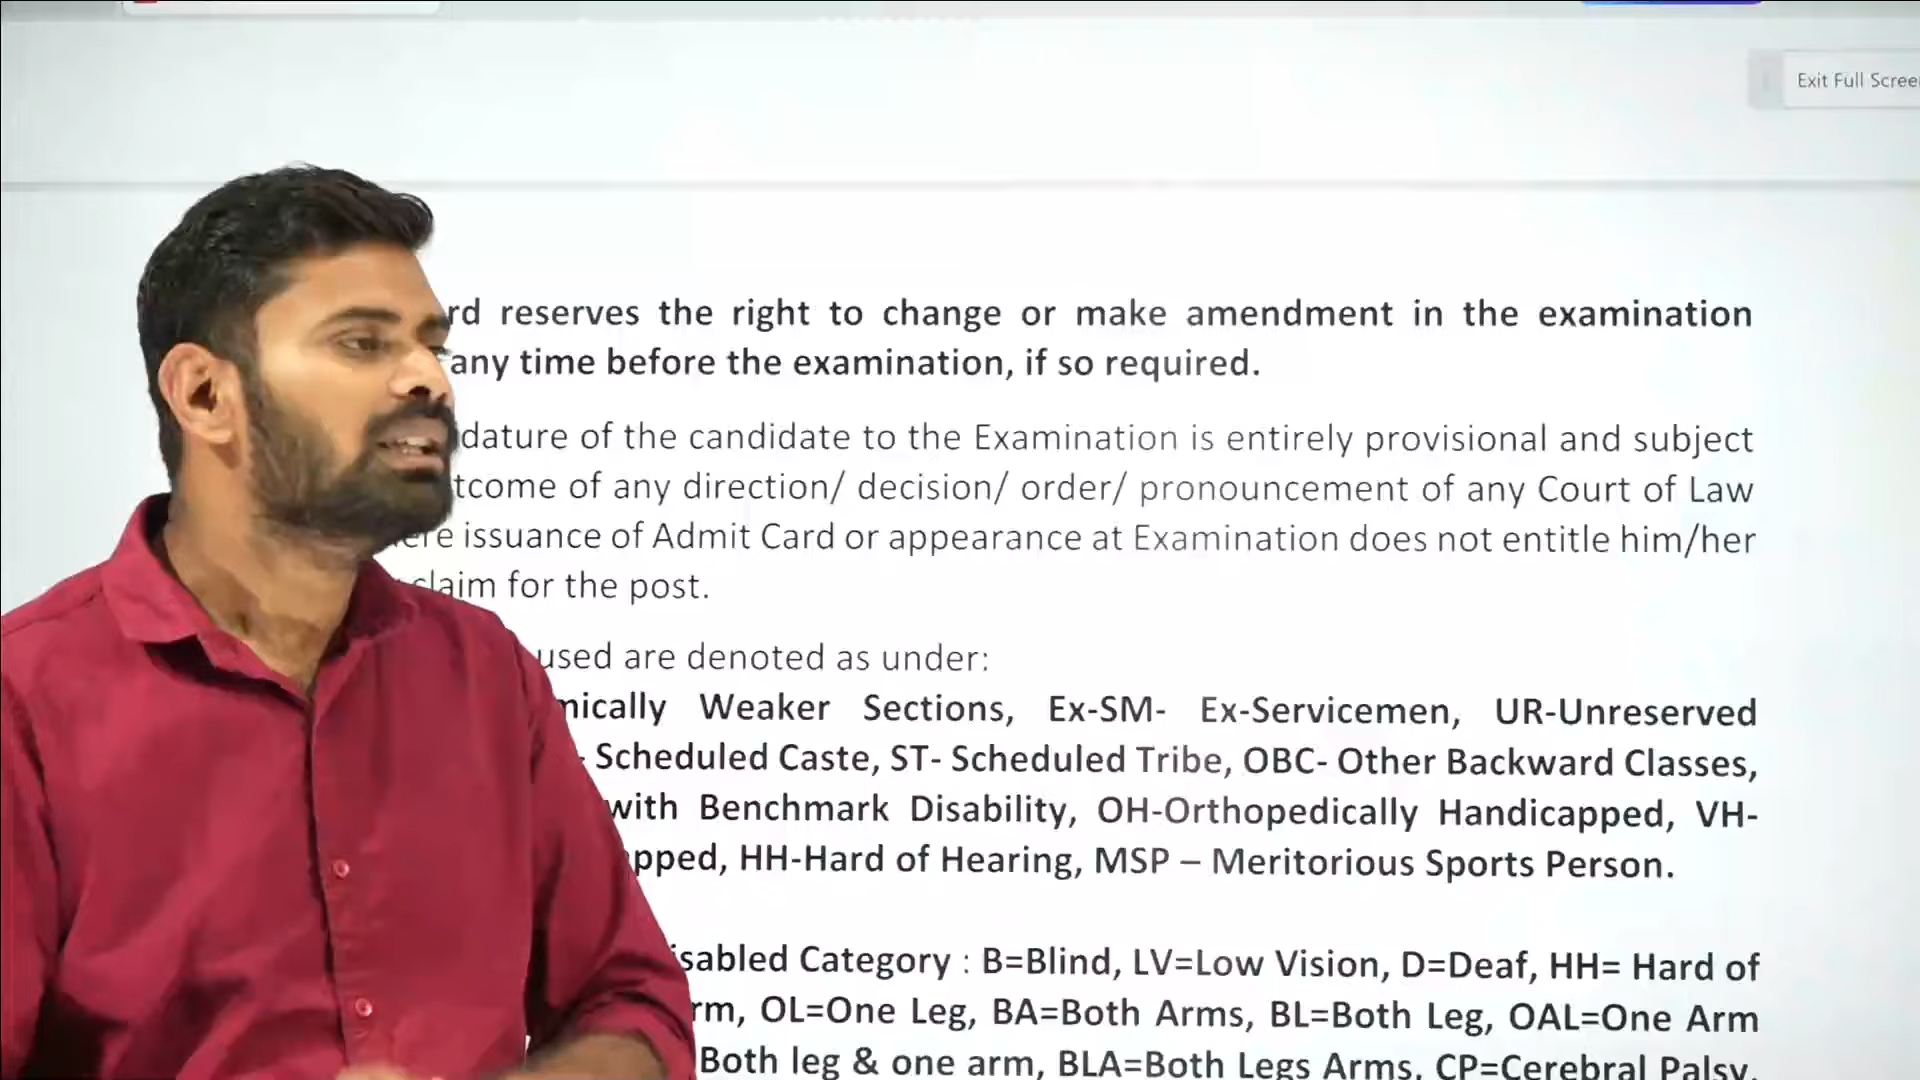 Exit Full Scree
rd reserves the right to change or make amendment in the examination
any time before the examination, if so required.
dature of the candidate to the Examination is entirely provisional and subject
tcome of any direction/ decision/ order/ pronouncement of any Court of Law
ere issuance of Admit Card or appearance at Examination does not entitle him/her
claim for the post.
used are denoted as under:
mically Weaker Sections, Ex-SM- Ex-Servicemen, UR-Unreserved
- Scheduled Caste, ST- Scheduled Tribe, OBC- Other Backward Classes,
with Benchmark Disability, OH-Orthopedically Handicapped, VH-
pped, HH-Hard of Hearing, MSP – Meritorious Sports Person.
isabled Category : B=Blind, LV=Low Vision, D=Deaf, HH= Hard of
rm, OL=One Leg, BA=Both Arms, BL=Both Leg, OAL=One Arm
Both leg & one arm, BLA=Both Legs Arms, CP=Cerebral Palsy,